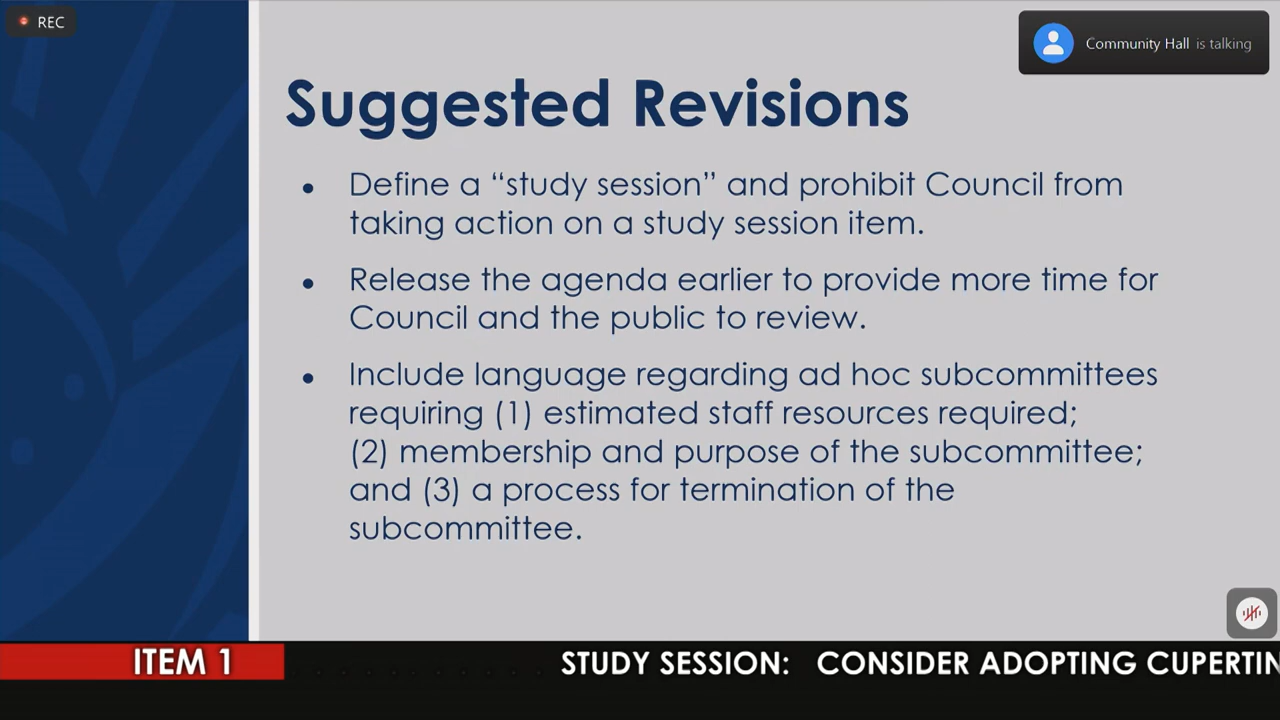 REC
Community Hall is talking
Suggested Revisions
• Define a “study session” and prohibit Council from
taking action on a study session item.
• Release the agenda earlier to provide more time for
Council and the public to review.
• Include language regarding ad hoc subcommittees
requiring (1) estimated staff resources required;
(2) membership and purpose of the subcommittee;
and (3) a process for termination of the
subcommittee.
ITEM 1
STUDY SESSION: CONSIDER ADOPTING CUPERTIN